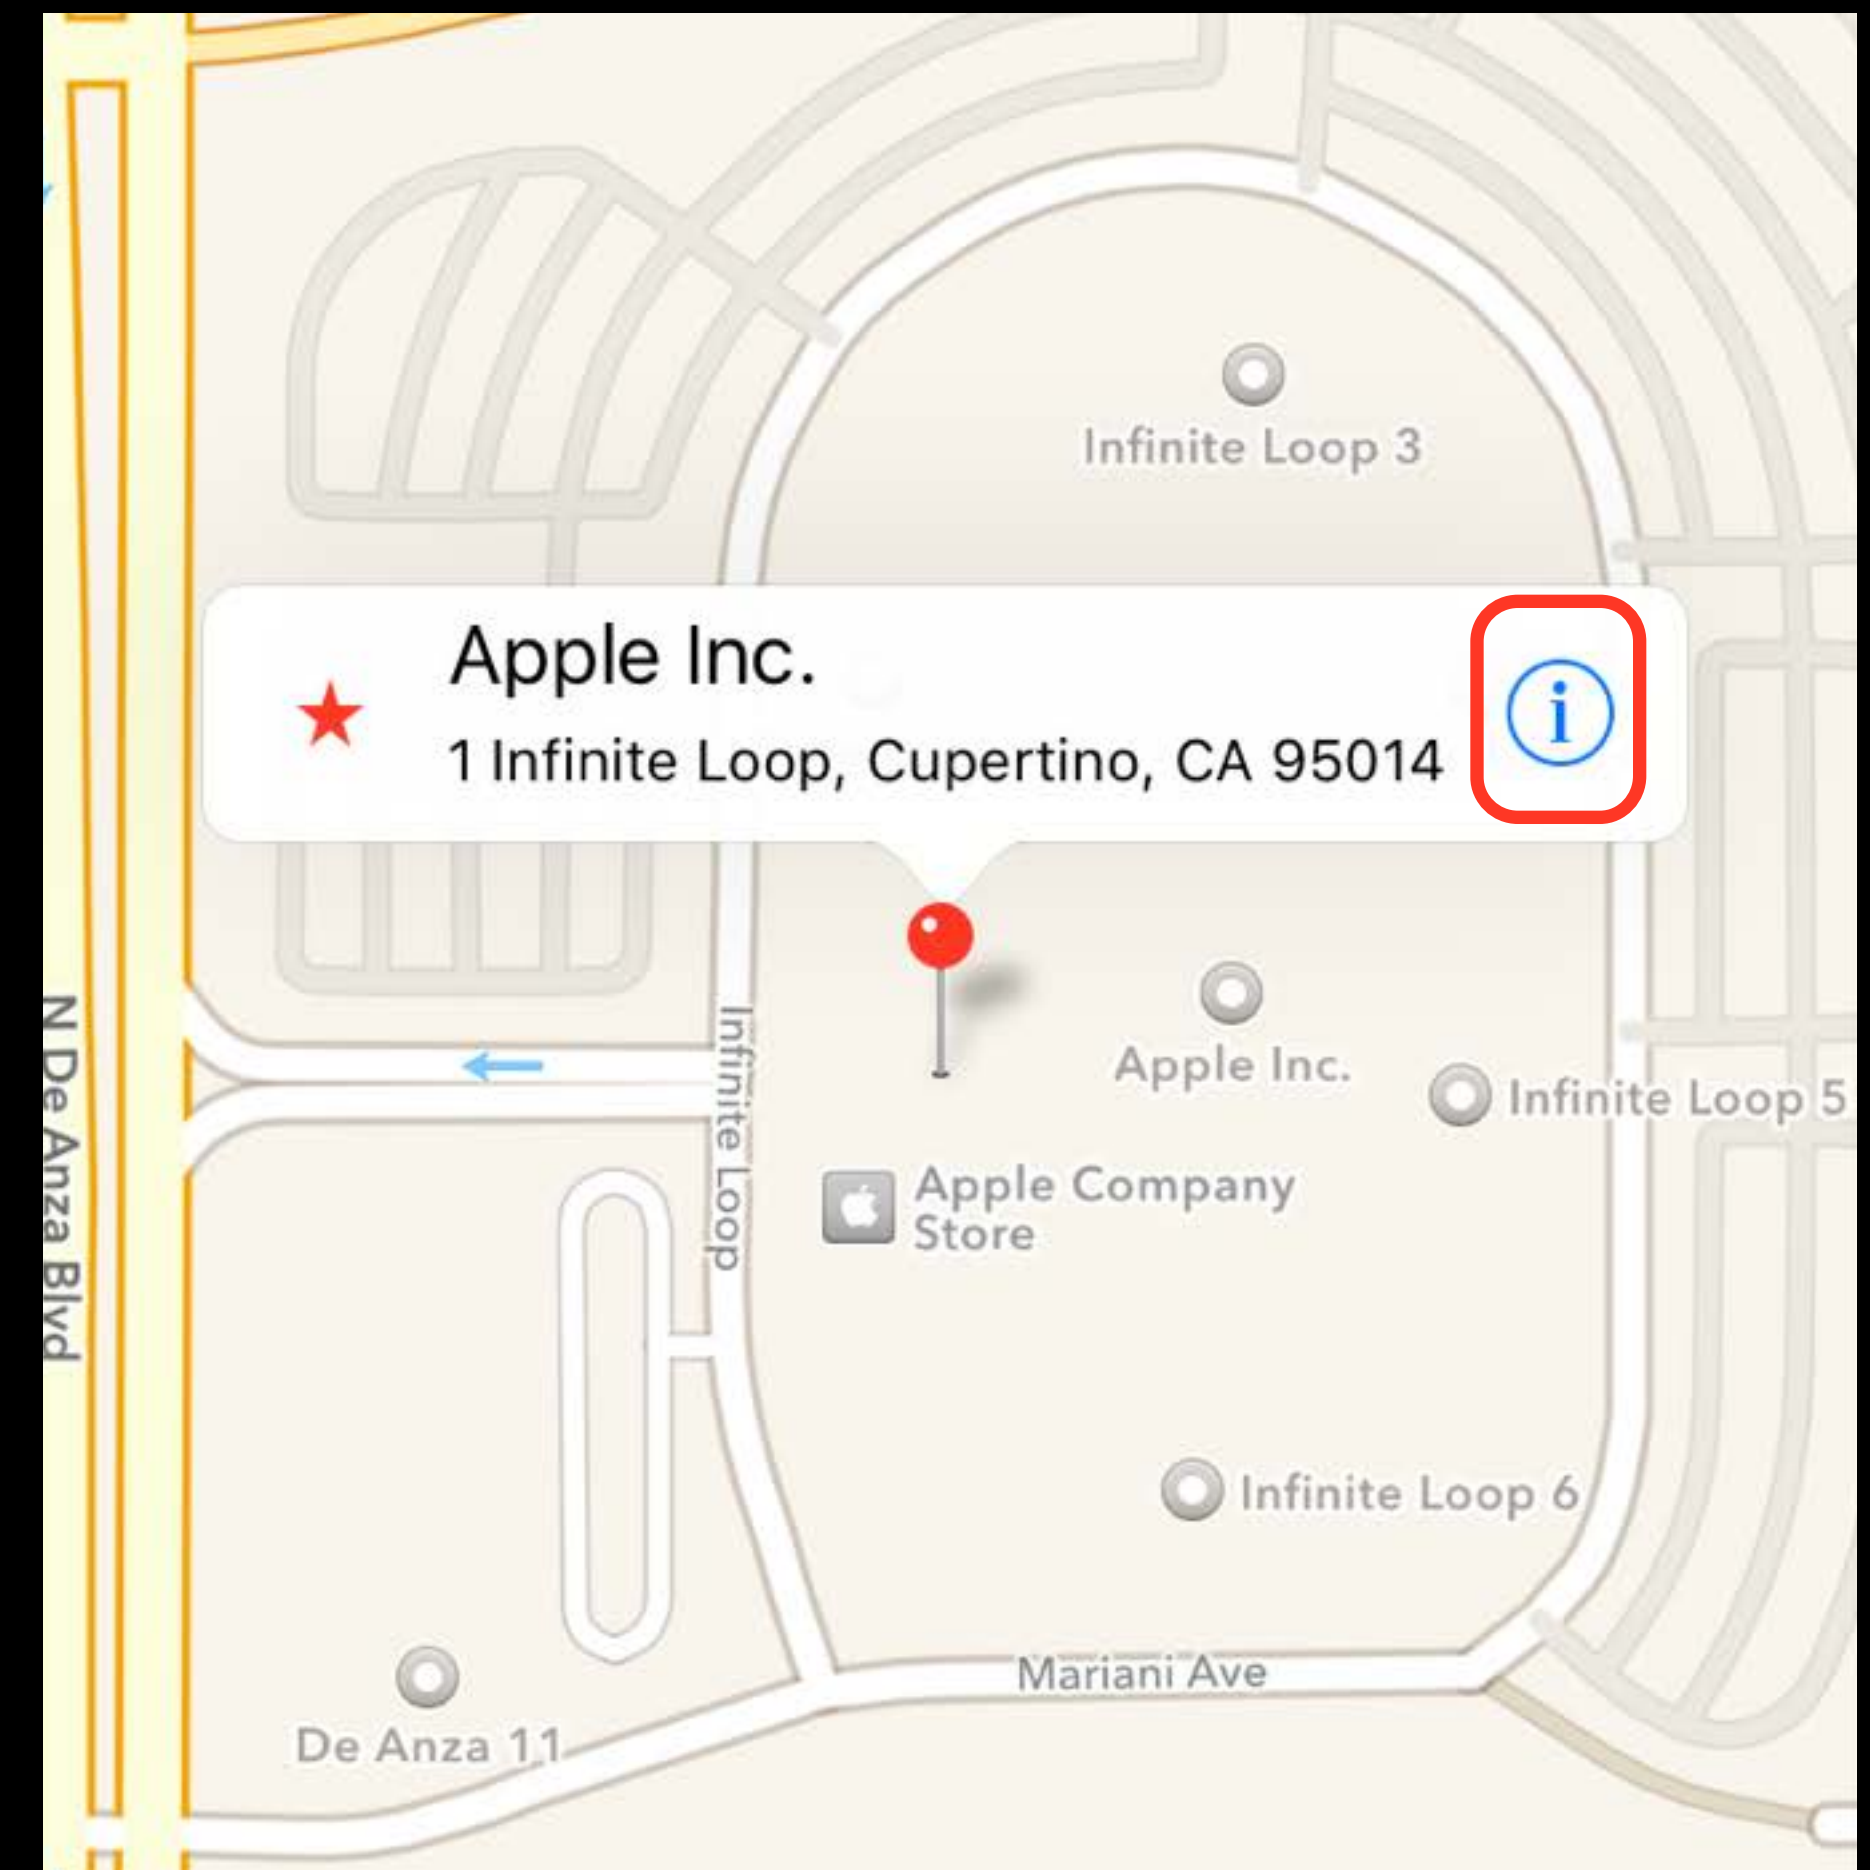 Infinite Loop 3
Apple Inc.
1 Infinite Loop, Cupertino, CA 95014
i
N De Anza Blvd
Infinite Loop
Apple Inc.
Infinite Loop 5
Apple Company
Store
Infinite Loop 6
Mariani Ave
De Anza 11